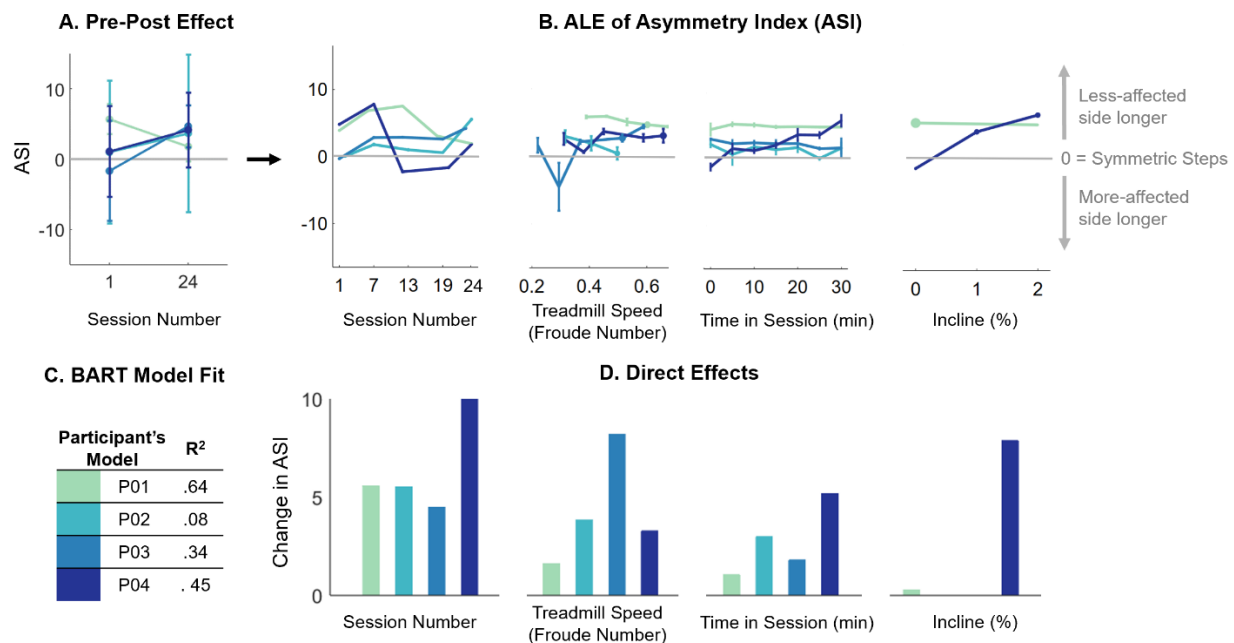 A. Pre-Post Effect
B. ALE of Asymmetry Index (ASI)
ASI
10
0
-10
1
24
Session Number
10
0
-10
1
7
13
19
24
Session Number
0.2
0.4
0.6
Treadmill Speed
(Froude Number)
0
10
20
30
Time in Session (min)
0
1
2
Incline (%)
Less-affected
side longer
0 = Symmetric Steps
More-affected
side longer
C. BART Model Fit
Participant's
Model
R²
P01 .64
P02 .08
P03 .34
P04 . 45
D. Direct Effects
Change in ASI
10
5
0
Session Number
Treadmill Speed
(Froude Number)
Time in Session (min)
Incline (%)